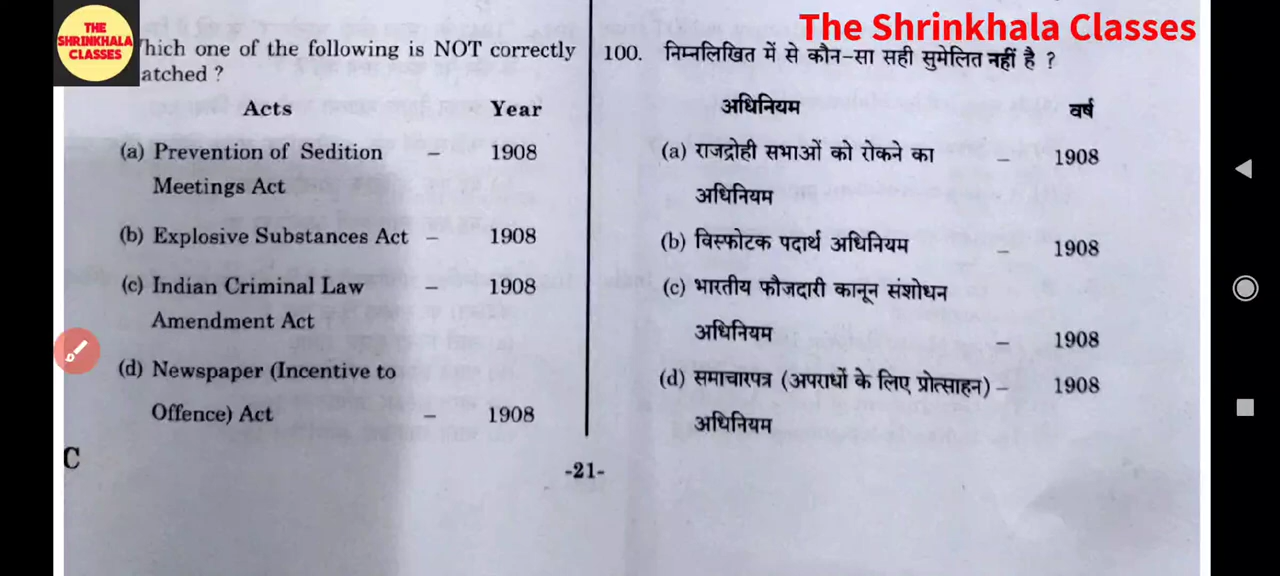 THE
SHRINKHALA
CLASSES
The Shrinkhala Classes
hich one of the following is NOT correctly
atched ?
Acts Year
(a) Prevention of Sedition – 1908
Meetings Act
(b) Explosive Substances Act – 1908
(c) Indian Criminal Law – 1908
Amendment Act
(d) Newspaper (Incentive to
Offence) Act – 1908
C
100. निम्नलिखित में से कौन-सा सही सुमेलित नहीं है ?
अधिनियम वर्ष
(a) राजद्रोही सभाओं को रोकने का – 1908
अधिनियम
(b) विस्फोटक पदार्थ अधिनियम – 1908
(c) भारतीय फौजदारी कानून संशोधन
अधिनियम – 1908
(d) समाचारपत्र (अपराधों के लिए प्रोत्साहन) – 1908
अधिनियम
-21-